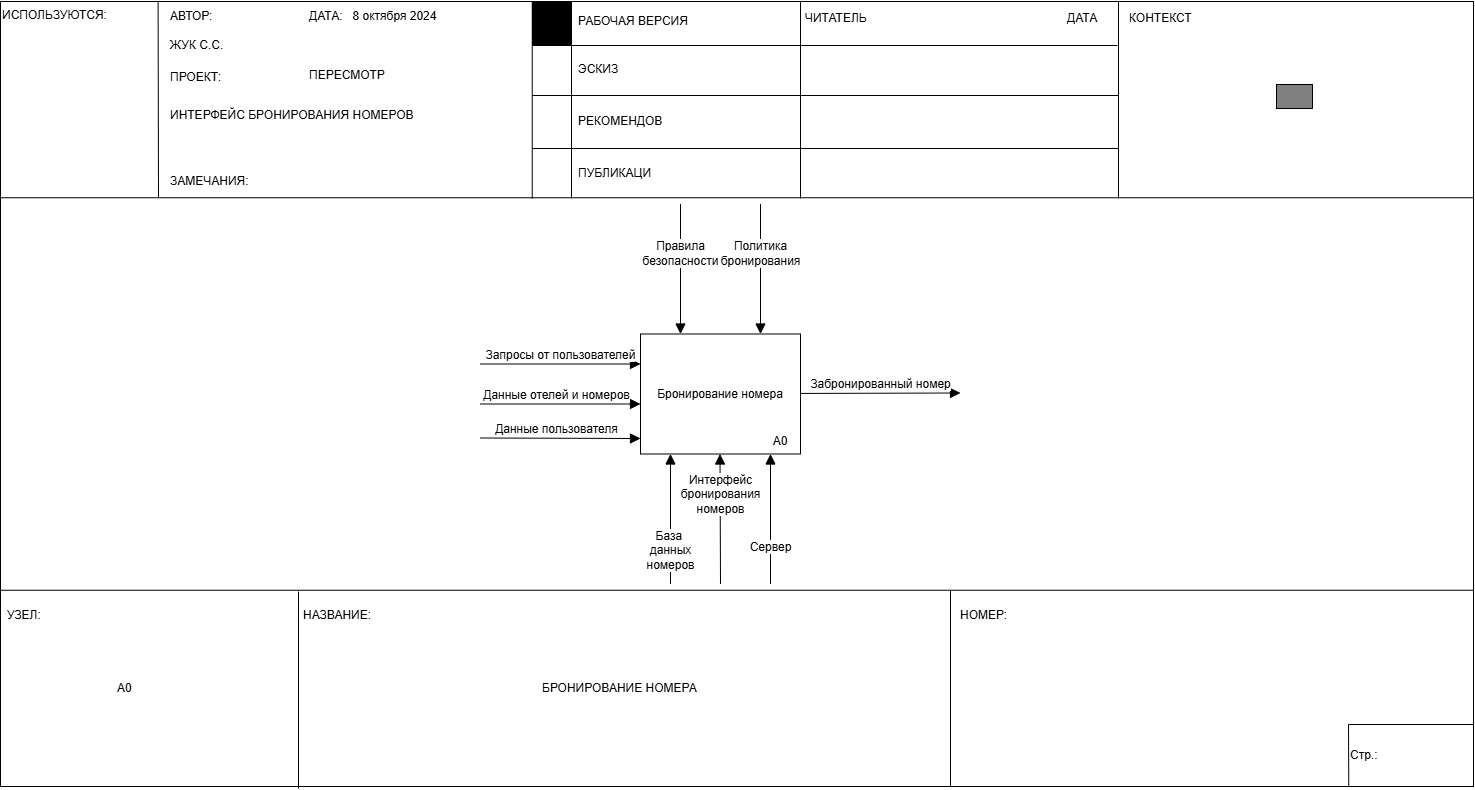 ИСПОЛЬЗУЮТСЯ:
АВТОР:
ДАТА: 8 октября 2024
ЖУК С.С.
ПРОЕКТ:
ПЕРЕСМОТР
ИНТЕРФЕЙС БРОНИРОВАНИЯ НОМЕРОВ
ЗАМЕЧАНИЯ:
РАБОЧАЯ ВЕРСИЯ
ЭСКИЗ
РЕКОМЕНДОВ
ПУБЛИКАЦИ
ЧИТАТЕЛЬ
ДАТА
КОНТЕКСТ
Правила
безопасности
Политика
бронирования
Запросы от пользователей
Данные отелей и номеров
Данные пользователя
Бронирование номера
А0
Забронированный номер
Интерфейс
бронирования
номеров
База
данных
номеров
Сервер
УЗЕЛ:
А0
НАЗВАНИЕ:
БРОНИРОВАНИЕ НОМЕРА
НОМЕР:
Стр.: